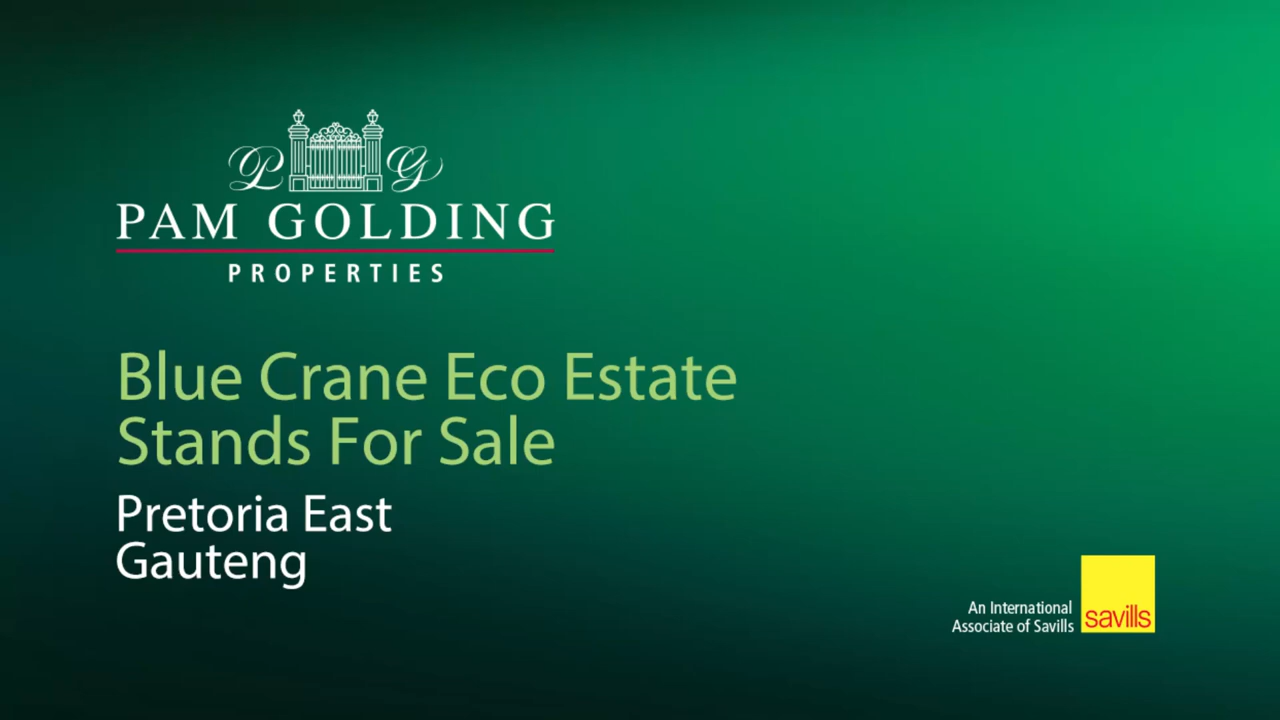 P G
PAM GOLDING
PROPERTIES
Blue Crane Eco Estate
Stands For Sale
Pretoria East
Gauteng
An International
Associate of Savills
savills